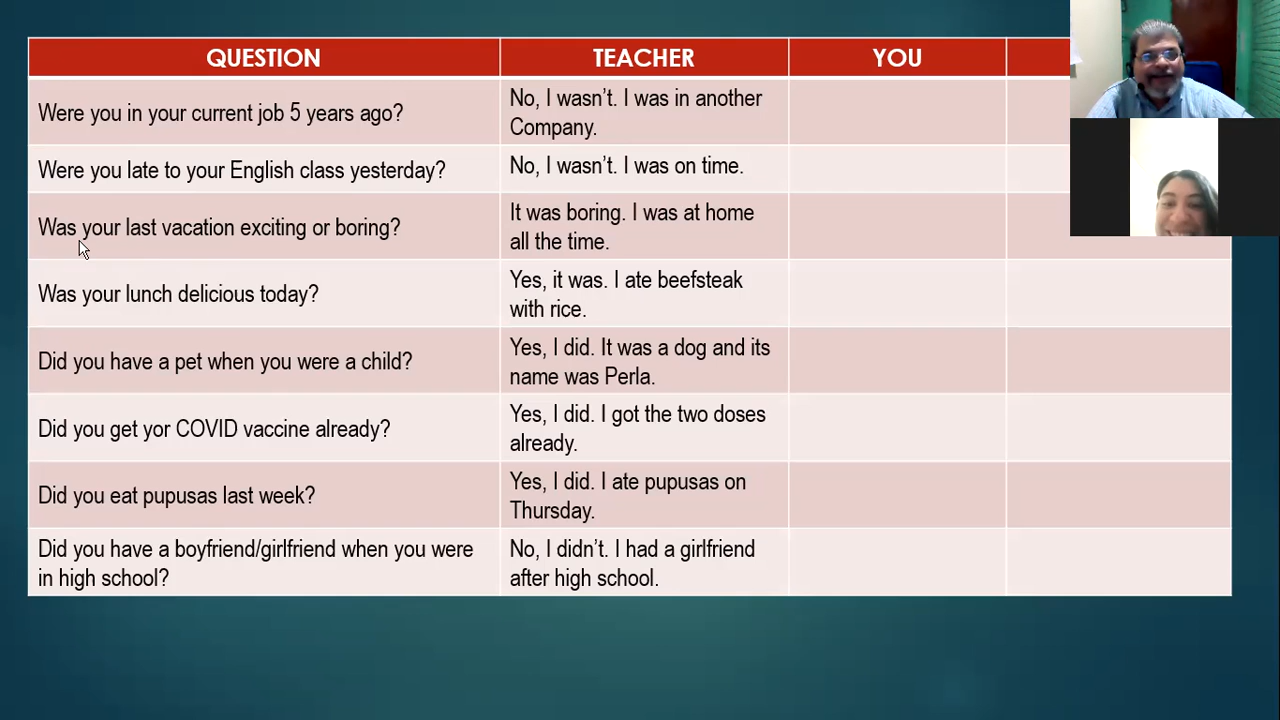 QUESTION TEACHER YOU
Were you in your current job 5 years ago?
No, I wasn't. I was in another
Company.
Were you late to your English class yesterday?
No, I wasn't. I was on time.
Was your last vacation exciting or boring?
It was boring. I was at home
all the time.
Was your lunch delicious today?
Yes, it was. I ate beefsteak
with rice.
Did you have a pet when you were a child?
Yes, I did. It was a dog and its
name was Perla.
Did you get yor COVID vaccine already?
Yes, I did. I got the two doses
already.
Did you eat pupusas last week?
Yes, I did. I ate pupusas on
Thursday.
Did you have a boyfriend/girlfriend when you were
in high school?
No, I didn't. I had a girlfriend
after high school.